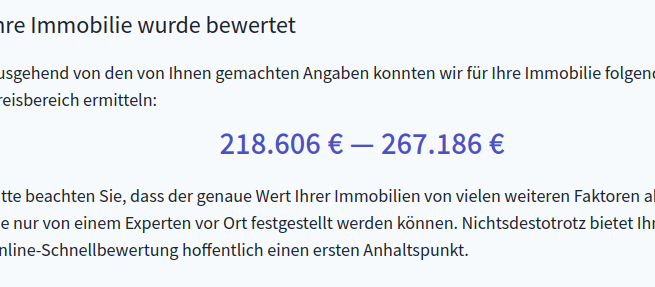 hre Immobilie wurde bewertet
usgehend von den von Ihnen gemachten Angaben konnten wir für Ihre Immobilie folgend
reisbereich ermitteln:
218.606 € — 267.186 €
tte beachten Sie, dass der genaue Wert Ihrer Immobilien von vielen weiteren Faktoren ab
e nur von einem Experten vor Ort festgestellt werden können. Nichtsdestotrotz bietet Ihn
nline-Schnellbewertung hoffentlich einen ersten Anhaltspunkt.